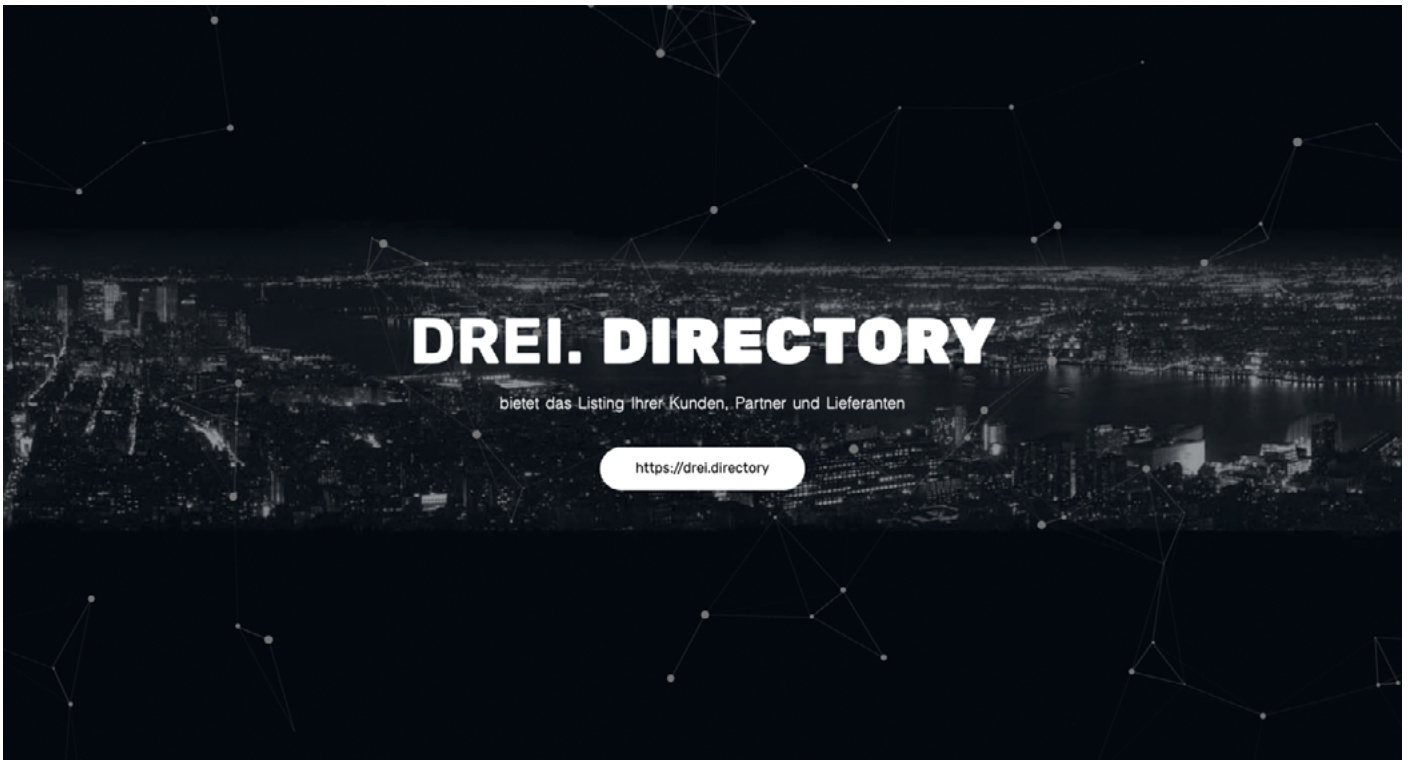 DREI. DIRECTORY
bietet das Listing Ihrer Kunden, Partner und Lieferanten
https://drei.directory